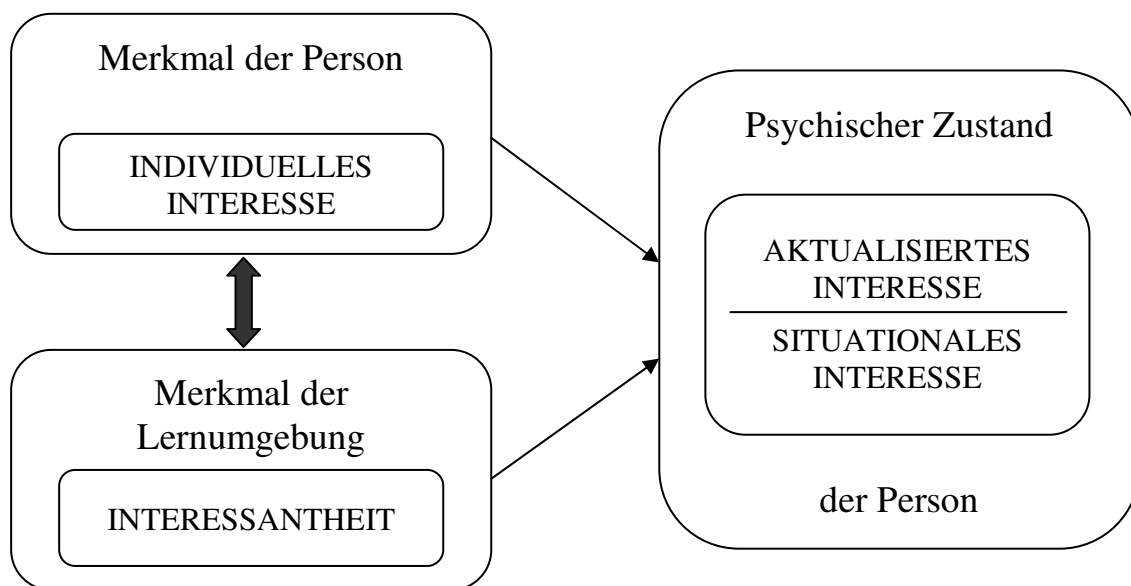 Merkmal der Person
INDIVIDUELLES
INTERESSE
Merkmal der
Lernumgebung
INTERESSANTHEIT
Psychischer Zustand
AKTUALISIERTES
INTERESSE
SITUATIONALES
INTERESSE
der Person